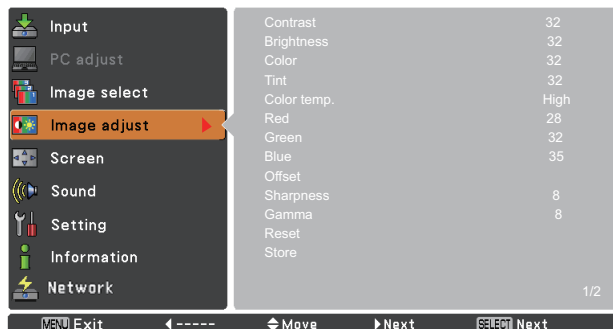 Input
PC adjust
Image select
Image adjust
Screen
Sound
Setting
Information
Network
Contrast 32
Brightness 32
Color 32
Tint 32
Color temp. High
Red 28
Green 32
Blue 35
Offset
Sharpness 8
Gamma 8
Reset
Store
1/2
MENU Exit ----- Move Next SELECT Next